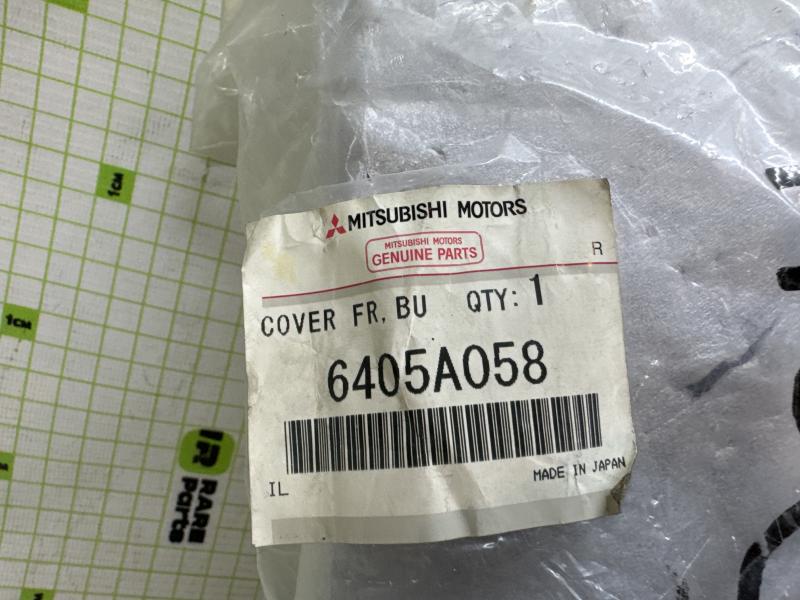 MITSUBISHI MOTORS
MITSUBISHI MOTORS
GENUINE PARTS
R
COVER FR, BU QTY: 1
6405A058
IL
MADE IN JAPAN
1CM
1CM
IR
RARE
Parts